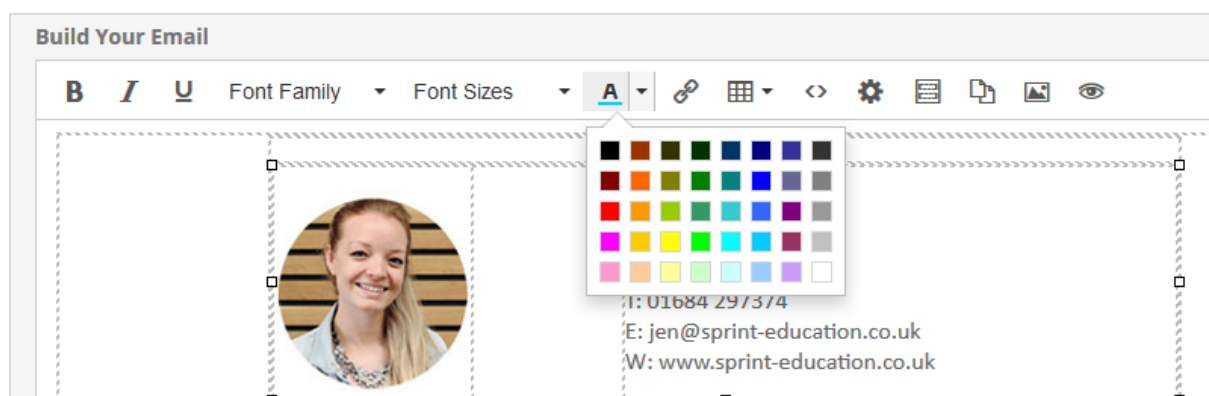 Build Your Email
B I U Font Family Font Sizes A
T: 01684 297374
E: jen@sprint-education.co.uk
W: www.sprint-education.co.uk